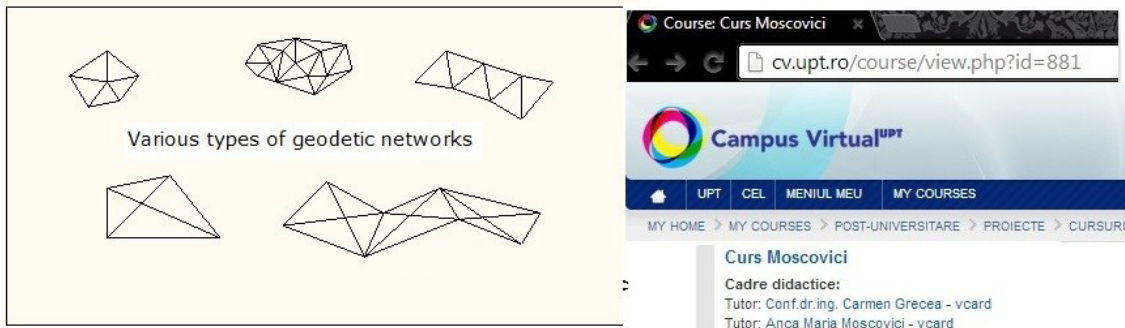 Various types of geodetic networks
Course: Curs Moscovici ×
cv.upt.ro/course/view.php?id=881
Campus Virtual UPT
UPT CEL MENIUL MEU MY COURSES
MY HOME > MY COURSES > POST-UNIVERSITARE > PROIECTE > CURSURI
Curs Moscovici
Cadre didactice:
Tutor: Conf.dr.ing. Carmen Grecea - vcard
Tutor: Anca Maria Moscovici - vcard